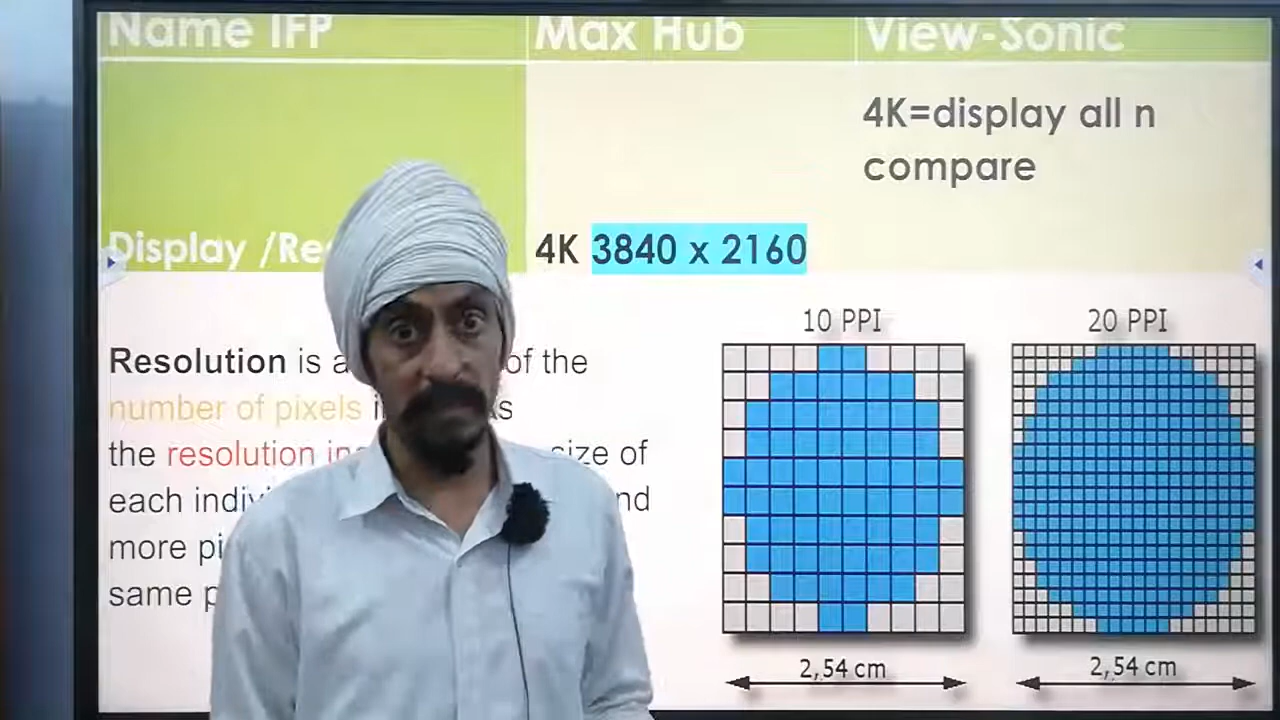 Name IFP Max Hub View-Sonic
4K=display all n
compare
Display /Re 4K 3840 x 2160
10 PPI 20 PPI
Resolution is a of the
number of pixels i As
the resolution inc size of
each indivi nd
more pi
same p
2,54 cm 2,54 cm